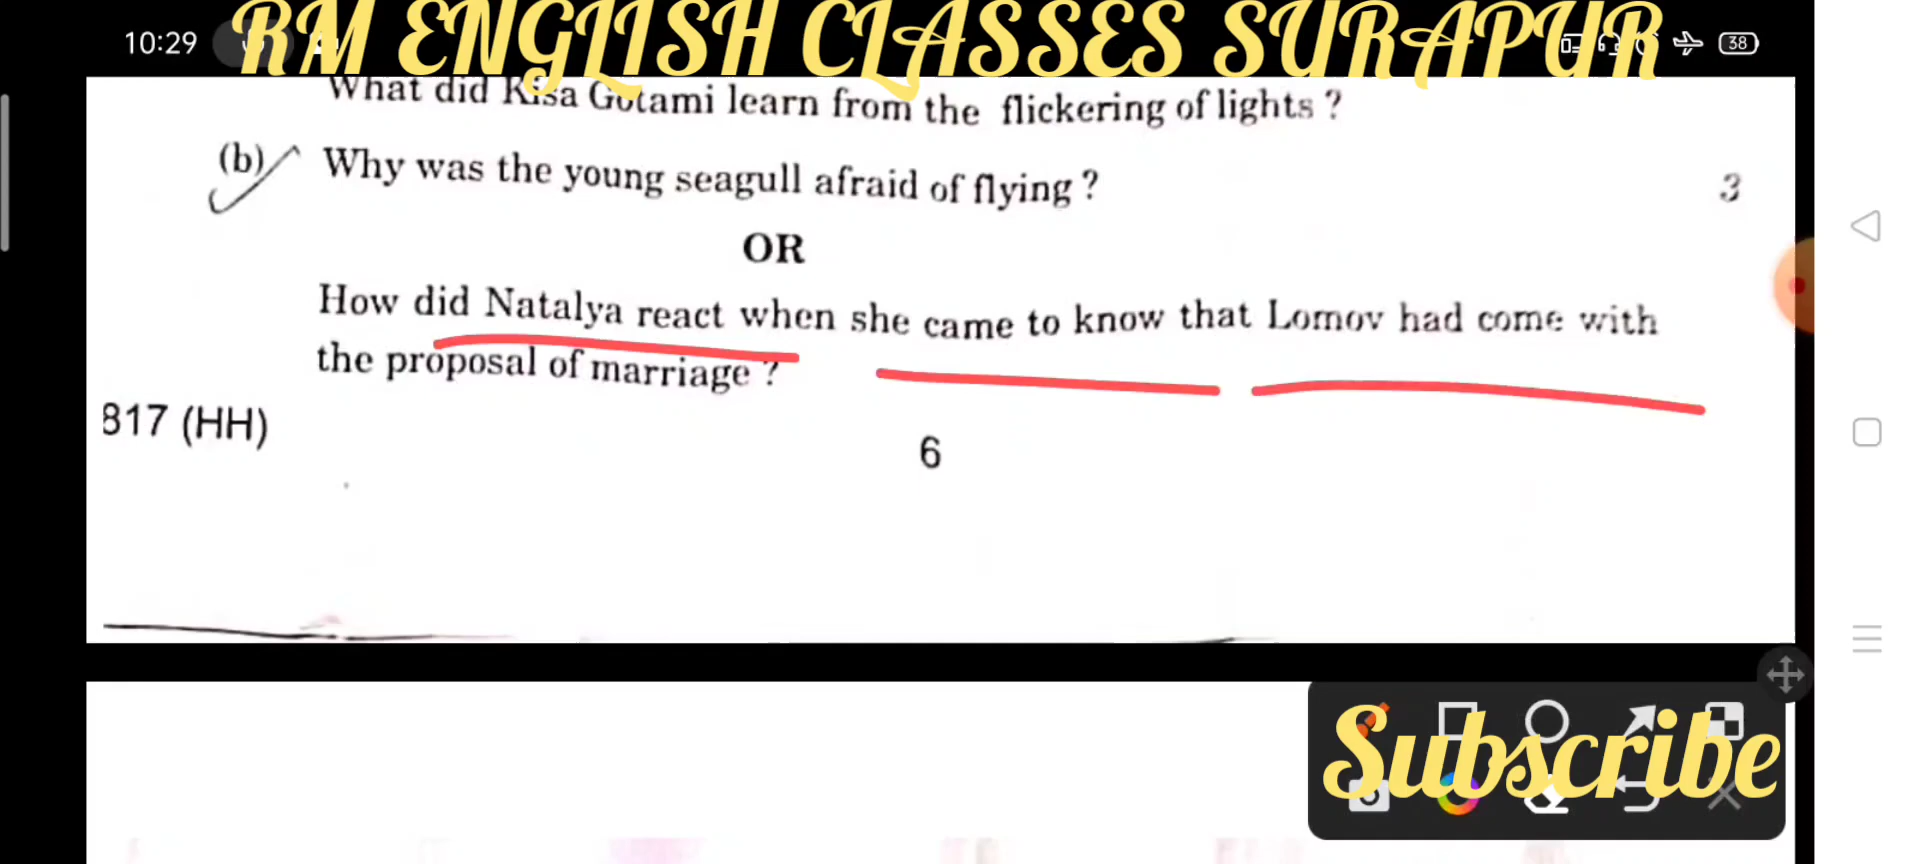 RM ENGLISH CLASSES SURAPUR
10:29
38
What did Kisa Gotami learn from the flickering of lights ?
(b) Why was the young seagull afraid of flying ? 3
OR
How did Natalya react when she came to know that Lomov had come with
the proposal of marriage ?
817 (HH)
6
Subscribe